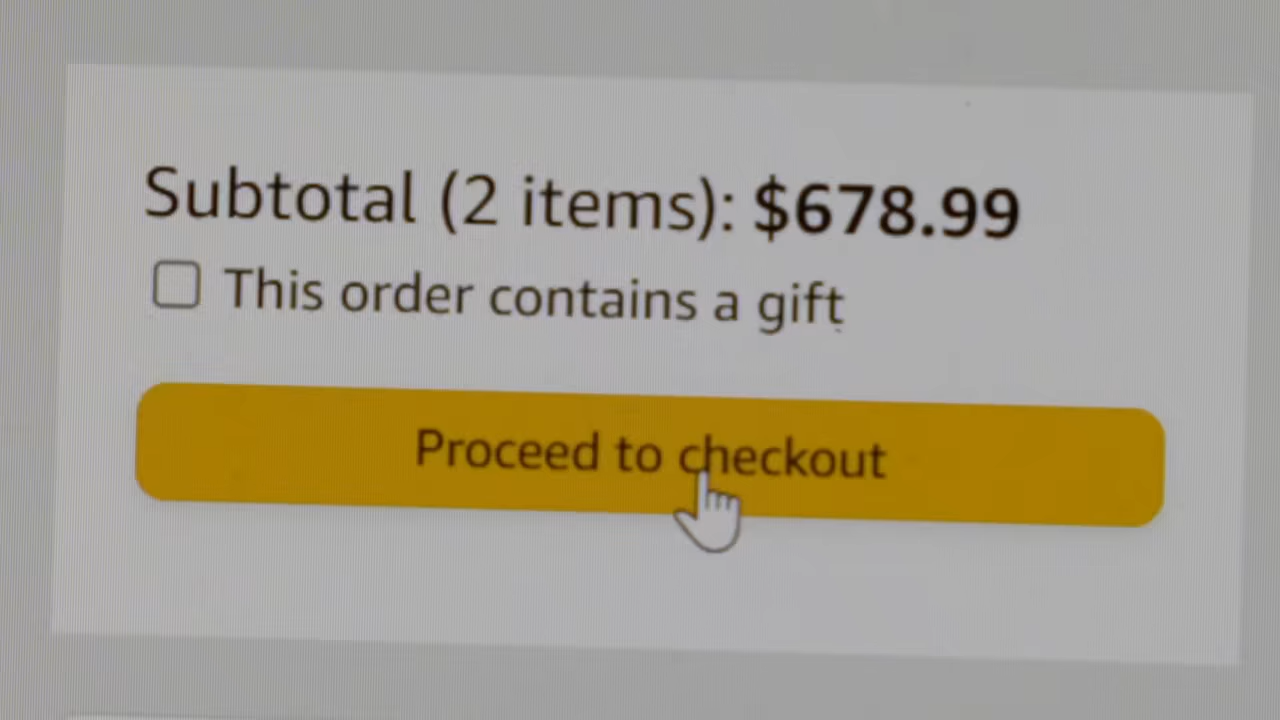 Subtotal (2 items): $678.99
This order contains a gift
Proceed to checkout